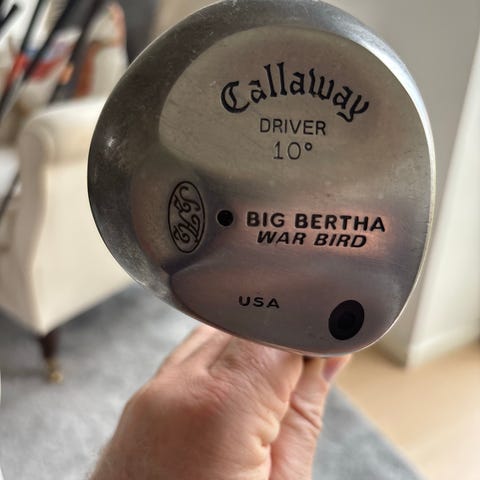 Callaway
DRIVER
10°
BIG BERTHA
WAR BIRD
USA